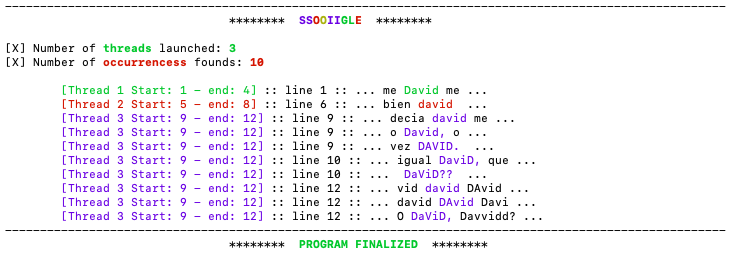 ******** SSOOIIGLE ********
[X] Number of threads launched: 3
[X] Number of occurrencess founds: 10
[Thread 1 Start: 1 – end: 4] :: line 1 :: ... me David me ...
[Thread 2 Start: 5 – end: 8] :: line 6 :: ... bien david  ...
[Thread 3 Start: 9 – end: 12] :: line 9 :: ... decia david me ...
[Thread 3 Start: 9 – end: 12] :: line 9 :: ... o David, o ...
[Thread 3 Start: 9 – end: 12] :: line 9 :: ... vez DAVID.  ...
[Thread 3 Start: 9 – end: 12] :: line 10 :: ... igual DaviD, que ...
[Thread 3 Start: 9 – end: 12] :: line 10 :: ...  DaViD??  ...
[Thread 3 Start: 9 – end: 12] :: line 12 :: ... vid david DAvid ...
[Thread 3 Start: 9 – end: 12] :: line 12 :: ... david DAvid Davi ...
[Thread 3 Start: 9 – end: 12] :: line 12 :: ... O DaViD, Davvidd? ...
******** PROGRAM FINALIZED ********